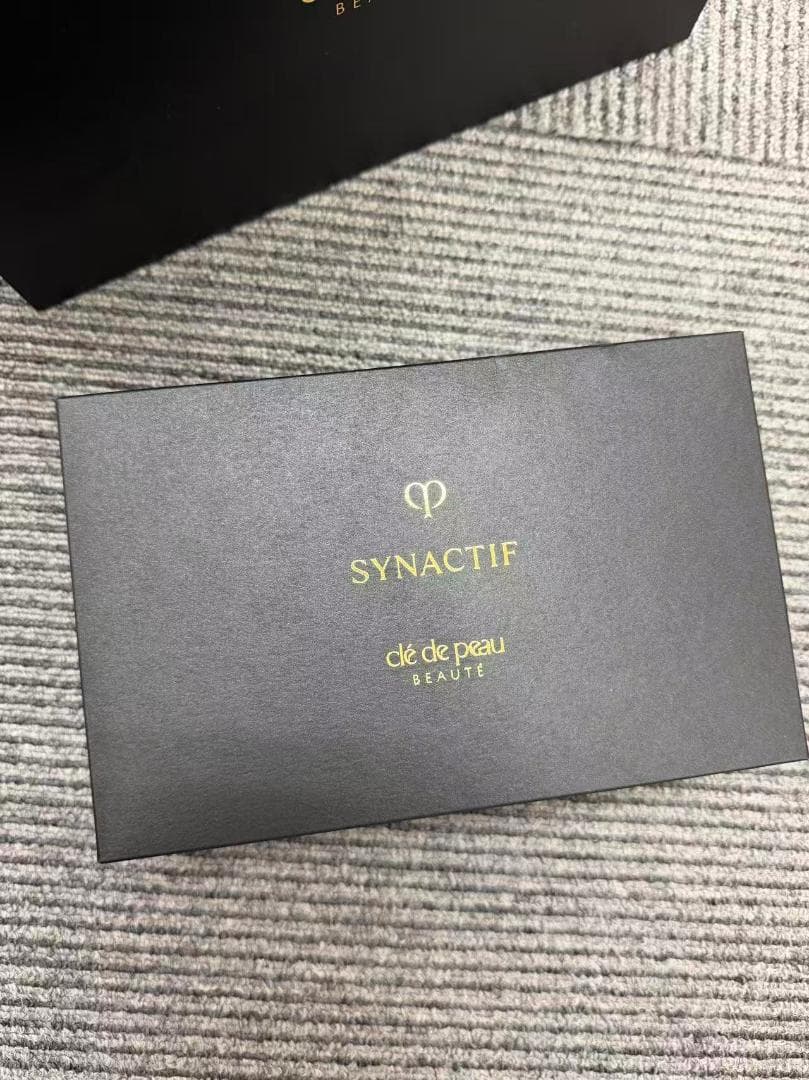 SYNACTIF
clé de peau
BEAUTÉ